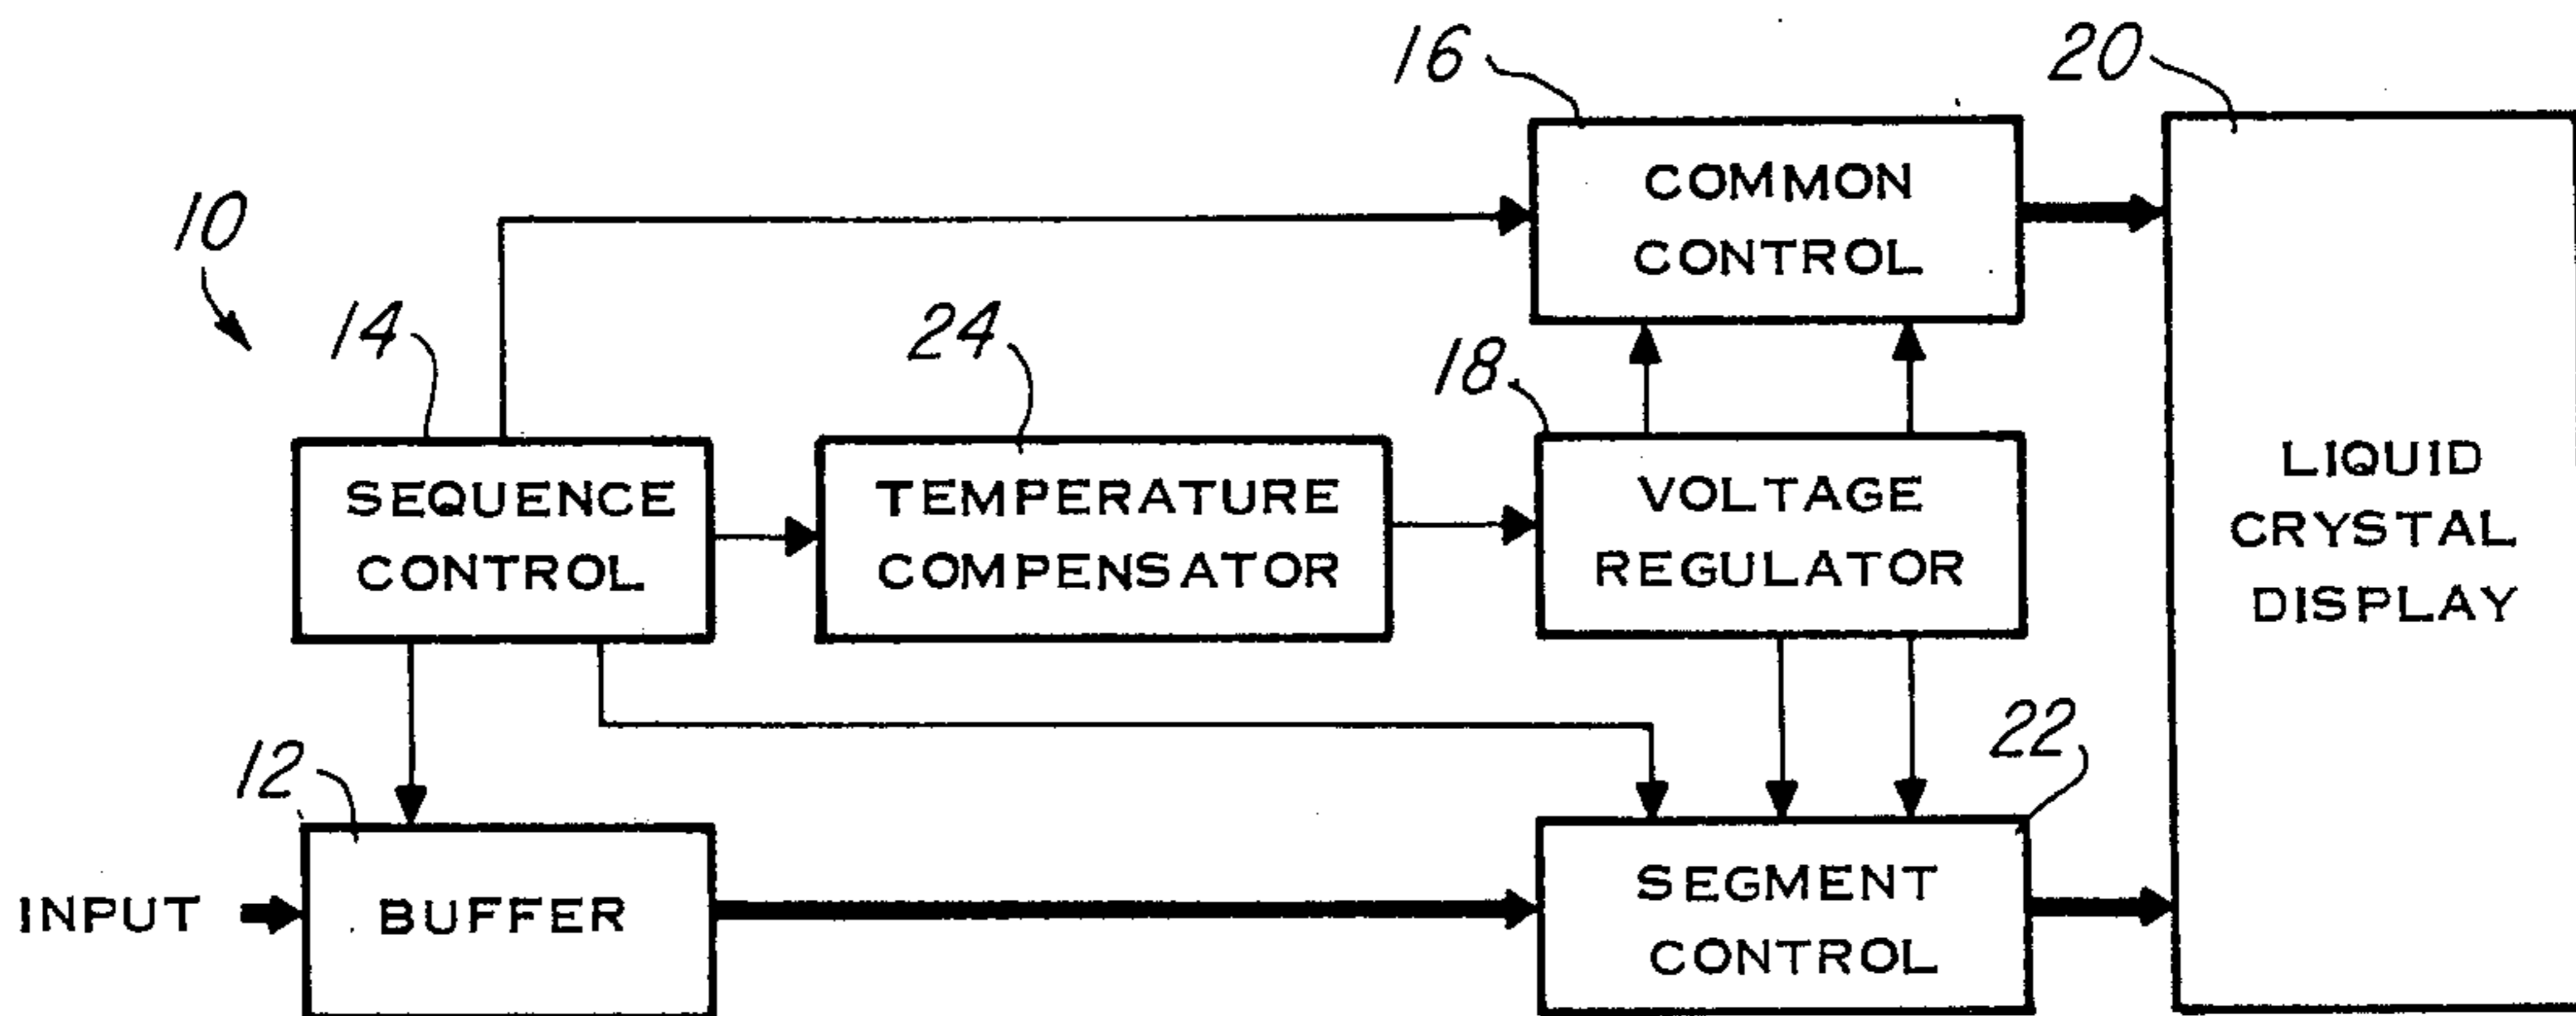 16
20
COMMON
CONTROL
10
14
24
18
SEQUENCE
CONTROL
TEMPERATURE
COMPENSATOR
VOLTAGE
REGULATOR
LIQUID
CRYSTAL
DISPLAY
12
22
INPUT
BUFFER
SEGMENT
CONTROL